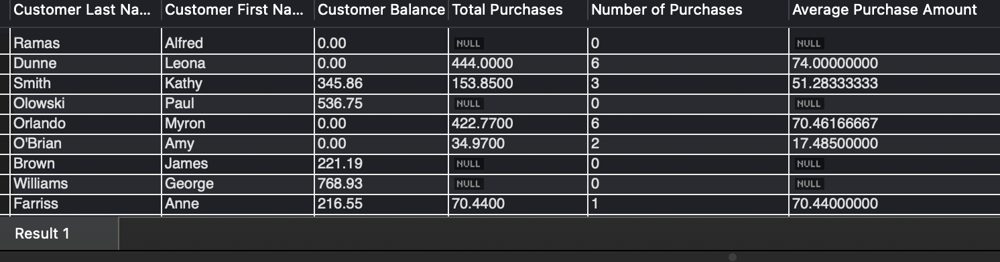 Customer Last Na... Customer First Na... Customer Balance Total Purchases Number of Purchases Average Purchase Amount
Ramas Alfred 0.00 NULL 0 NULL
Dunne Leona 0.00 444.0000 6 74.00000000
Smith Kathy 345.86 153.8500 3 51.28333333
Olowski Paul 536.75 NULL 0 NULL
Orlando Myron 0.00 422.7700 6 70.46166667
O'Brian Amy 0.00 34.9700 2 17.48500000
Brown James 221.19 NULL 0 NULL
Williams George 768.93 NULL 0 NULL
Farriss Anne 216.55 70.4400 1 70.44000000
Result 1